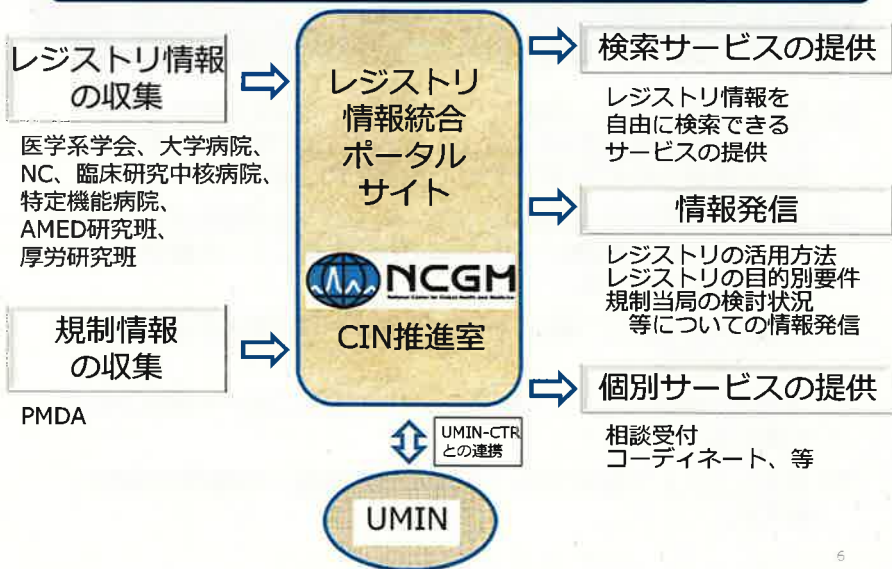 レジストリ情報
の収集
医学系学会、大学病院、
NC、臨床研究中核病院、
特定機能病院、
AMED研究班、
厚労研究班
規制情報
の収集
PMDA
レジストリ
情報統合
ポータル
サイト
NCGM
National Center for Global Health and Medicine
CIN推進室
UMIN-CTR
との連携
UMIN
検索サービスの提供
レジストリ情報を
自由に検索できる
サービスの提供
情報発信
レジストリの活用方法
レジストリの目的別要件
規制当局の検討状況
等についての情報発信
個別サービスの提供
相談受付
コーディネート、等
6